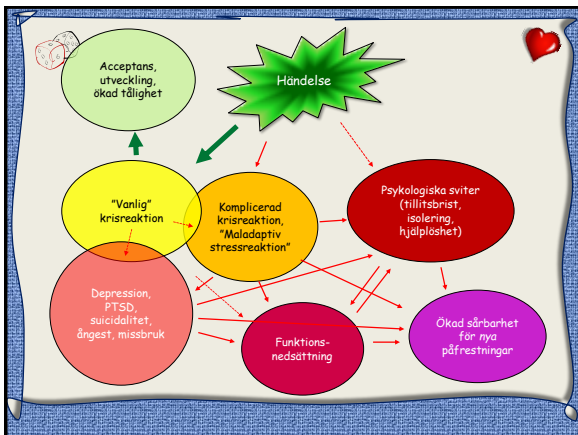 Acceptans,
utveckling,
ökad tålighet
Händelse
"Vanlig"
krisreaktion
Komplicerad
krisreaktion,
"Maladaptiv
stressreaktion"
Psykologiska sviter
(tillitsbrist,
isolering,
hjälplöshet)
Depression,
PTSD,
suicidalitet,
ångest, missbruk
Funktions-
nedsättning
Ökad sårbarhet
för nya
påfrestningar